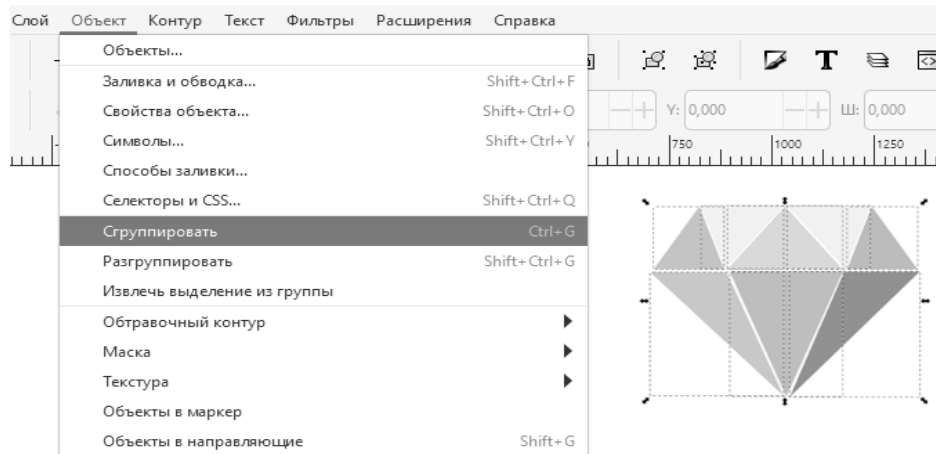 Слой Объект Контур Текст Фильтры Расширения Справка
Объекты...
Заливка и обводка... Shift+Ctrl+F
Свойства объекта... Shift+Ctrl+O
Y: 0,000 Ш: 0,000
Символы... Shift+Ctrl+Y
750 1000 1250
Способы заливки...
Селекторы и CSS... Shift+Ctrl+Q
Сгруппировать Ctrl+G
Разгруппировать Shift+Ctrl+G
Извлечь выделение из группы
Обтравочный контур
Маска
Текстура
Объекты в маркер
Объекты в направляющие Shift+G